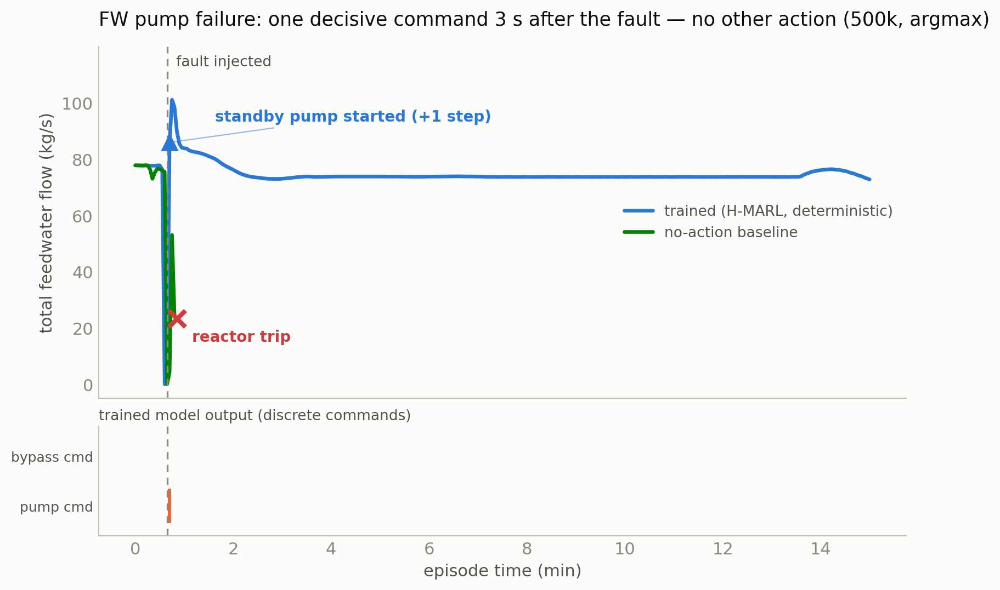 FW pump failure: one decisive command 3 s after the fault — no other action (500k, argmax)
fault injected
standby pump started (+1 step)
total feedwater flow (kg/s)
100
80
60
40
20
0
trained (H-MARL, deterministic)
no-action baseline
reactor trip
trained model output (discrete commands)
bypass cmd
pump cmd
0 2 4 6 8 10 12 14
episode time (min)